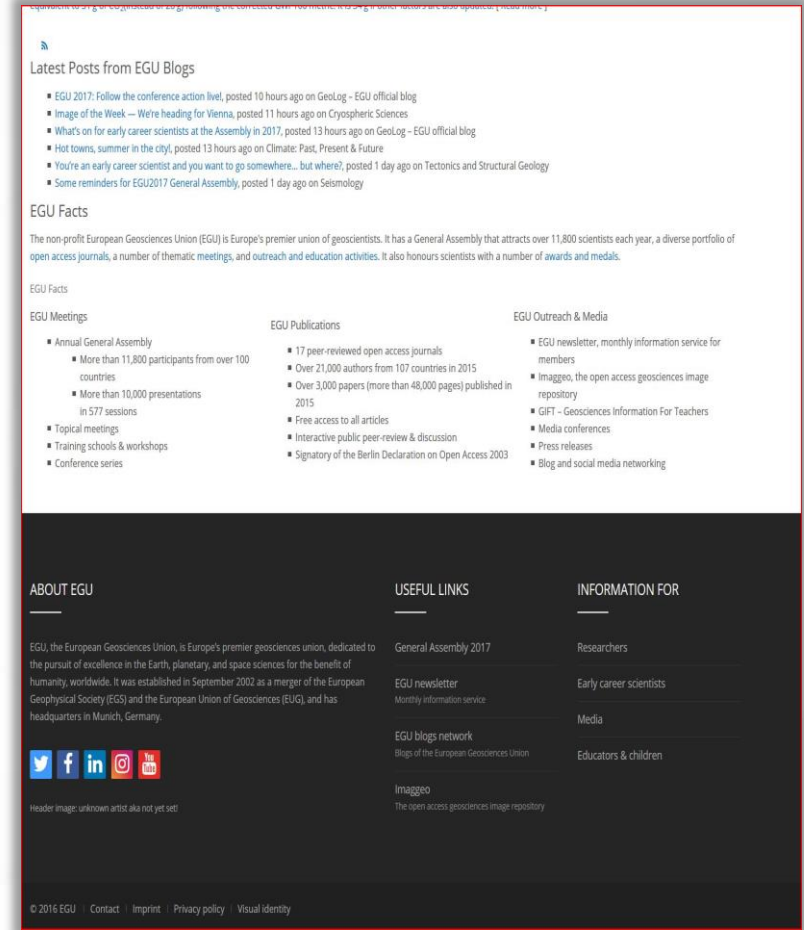 Latest Posts from EGU Blogs
EGU 2017: Follow the conference action live!, posted 10 hours ago on GeoLog – EGU official blog
Image of the Week — We're heading for Vienna, posted 11 hours ago on Cryospheric Sciences
What's on for early career scientists at the Assembly in 2017, posted 13 hours ago on GeoLog – EGU official blog
Hot towns, summer in the city!, posted 13 hours ago on Climate: Past, Present & Future
You're an early career scientist and you want to go somewhere... but where?, posted 1 day ago on Tectonics and Structural Geology
Some reminders for EGU2017 General Assembly, posted 1 day ago on Seismology
EGU Facts
The non-profit European Geosciences Union (EGU) is Europe's premier union of geoscientists. It has a General Assembly that attracts over 11,800 scientists each year, a diverse portfolio of
open access journals, a number of thematic meetings, and outreach and education activities. It also honours scientists with a number of awards and medals.
EGU Facts
EGU Meetings
Annual General Assembly
More than 11,800 participants from over 100
countries
More than 10,000 presentations
in 577 sessions
Topical meetings
Training schools & workshops
Conference series
EGU Publications
17 peer-reviewed open access journals
Over 21,000 authors from 107 countries in 2015
Over 3,000 papers (more than 48,000 pages) published in
2015
Free access to all articles
Interactive public peer-review & discussion
Signatory of the Berlin Declaration on Open Access 2003
EGU Outreach & Media
EGU newsletter, monthly information service for
members
Imaggeo, the open access geosciences image
repository
GIFT – Geosciences Information For Teachers
Media conferences
Press releases
Blog and social media networking
ABOUT EGU
EGU, the European Geosciences Union, is Europe's premier geosciences union, dedicated to
the pursuit of excellence in the Earth, planetary, and space sciences for the benefit of
humanity, worldwide. It was established in September 2002 as a merger of the European
Geophysical Society (EGS) and the European Union of Geosciences (EUG), and has
headquarters in Munich, Germany.
f in You Tube
Header image: unknown artist aka not yet set!
USEFUL LINKS
General Assembly 2017
EGU newsletter
Monthly information service
EGU blogs network
Blogs of the European Geosciences Union
Imaggeo
The open access geosciences image repository
INFORMATION FOR
Researchers
Early career scientists
Media
Educators & children
© 2016 EGU | Contact | Imprint | Privacy policy | Visual identity